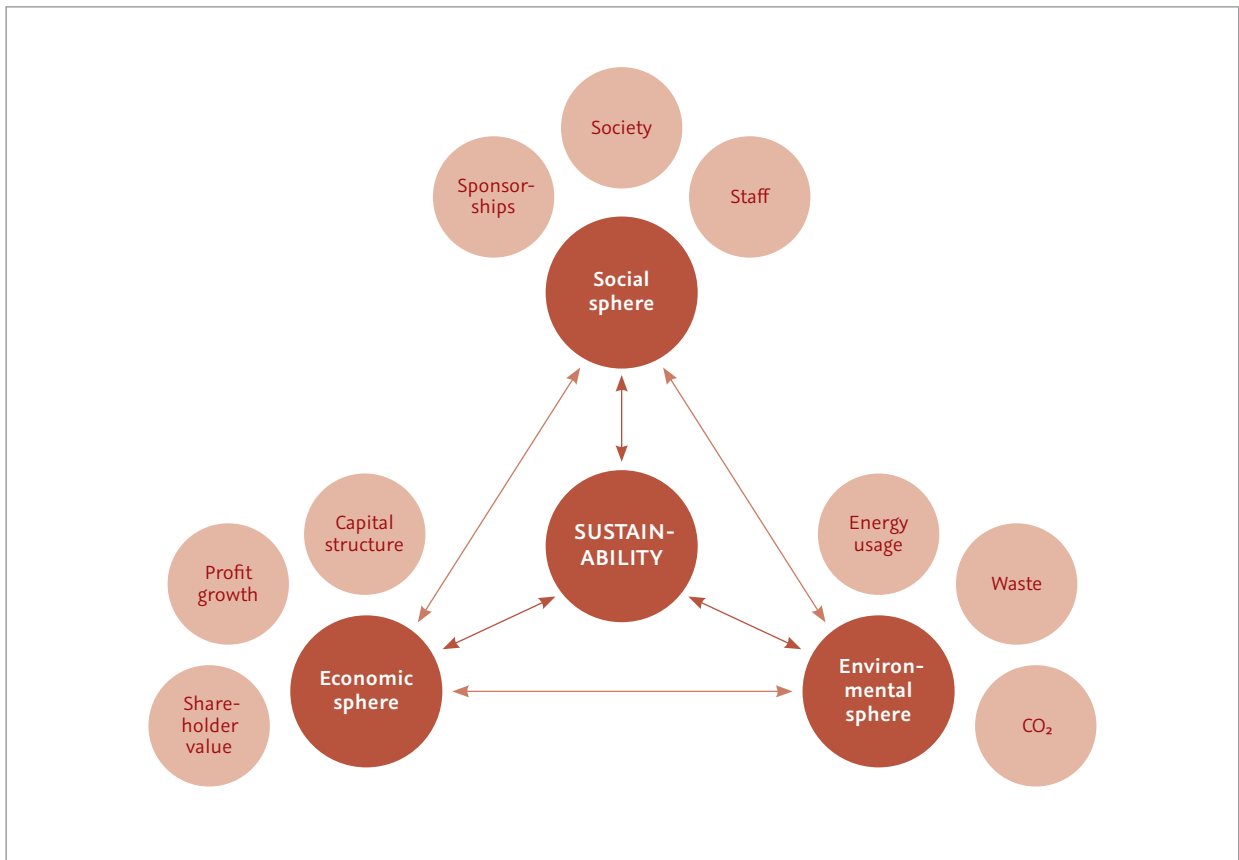 Society
Sponsor-
ships
Staff
Social
sphere
Capital
structure
Energy
usage
SUSTAIN-
ABILITY
Profit
growth
Waste
Economic
sphere
Environ-
mental
sphere
Share-
holder
value
CO₂